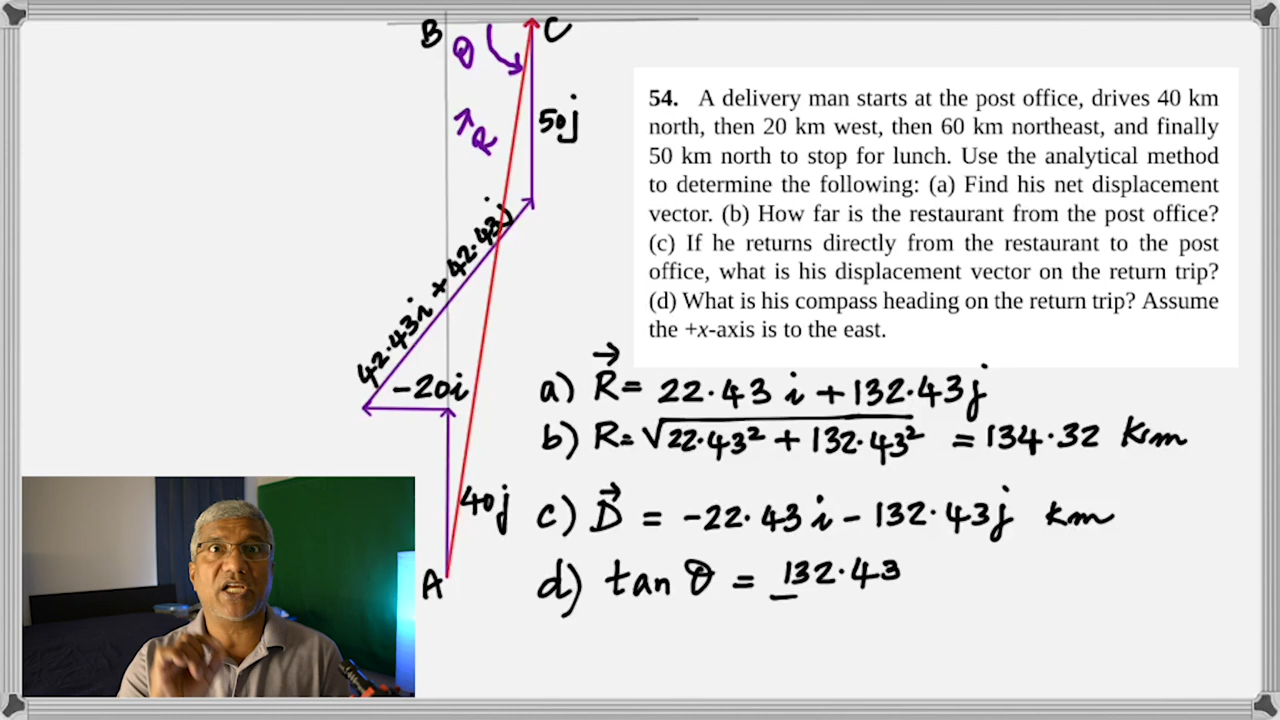 B
C
θ
R
50j
42.43i + 42.43j
-20i
40j
A
54. A delivery man starts at the post office, drives 40 km
north, then 20 km west, then 60 km northeast, and finally
50 km north to stop for lunch. Use the analytical method
to determine the following: (a) Find his net displacement
vector. (b) How far is the restaurant from the post office?
(c) If he returns directly from the restaurant to the post
office, what is his displacement vector on the return trip?
(d) What is his compass heading on the return trip? Assume
the +x-axis is to the east.
a) R⃗ = 22.43 i + 132.43j
b) R = √22.43² + 132.43² = 134.32 km
c) D⃗ = -22.43 i - 132.43j km
d) tan θ = 132.43